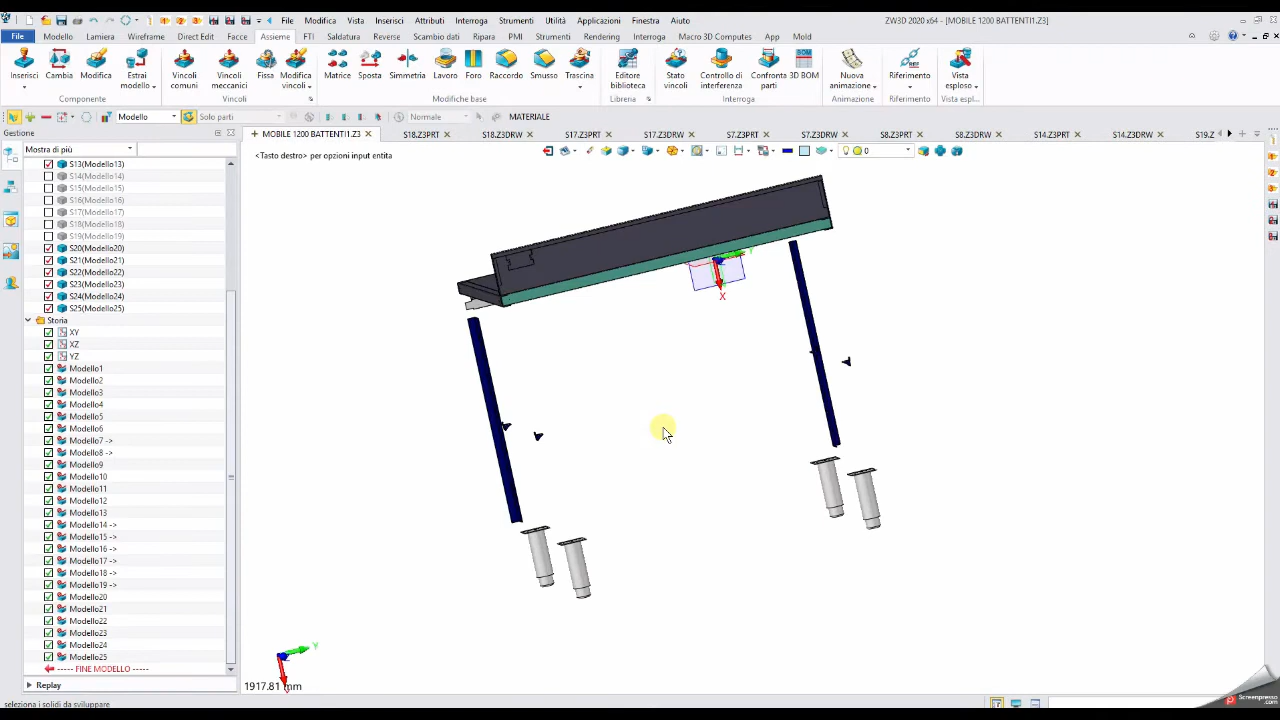 File Modifica Vista Inserisci Attributi Interroga Strumenti Utilità Applicazioni Finestra Aiuto
ZW3D 2020 x64 - [MOBILE 1200 BATTENTI1.Z3]
File Modello Lamiera Wireframe Direct Edit Facce Assieme FTI Saldatura Reverse Scambio dati Ripara PMI Strumenti Rendering Interroga Macro 3D Computes App Mold
Inserisci Cambia Modifica Estrai modello Vincoli comuni Vincoli meccanici Fissa Modifica vincoli Matrice Sposta Simmetria Lavoro Foro Raccordo Smusso Trascina Editore biblioteca Stato vincoli Controllo di interferenza Confronta parti 3D BOM Nuova animazione Riferimento Vista esploso
Componente Vincoli Modifiche base Libreria Interroga Animazione Riferimento Vista espl...
Modello Solo parti Normale MATERIALE
Gestione
MOBILE 1200 BATTENTI1.Z3 S18.Z3PRT S18.Z3DRW S17.Z3PRT S17.Z3DRW S7.Z3PRT S7.Z3DRW S8.Z3PRT S8.Z3DRW S14.Z3PRT S14.Z3DRW S19.Z
Mostra di più
<Tasto destro> per opzioni input entita
0
S13(Modello13)
S14(Modello14)
S15(Modello15)
S16(Modello16)
S17(Modello17)
S18(Modello18)
S19(Modello19)
S20(Modello20)
S21(Modello21)
S22(Modello22)
S23(Modello23)
S24(Modello24)
S25(Modello25)
Storia
XY
XZ
YZ
Modello1
Modello2
Modello3
Modello4
Modello5
Modello6
Modello7 ->
Modello8 ->
Modello9
Modello10
Modello11
Modello12
Modello13
Modello14 ->
Modello15 ->
Modello16 ->
Modello17 ->
Modello18 ->
Modello19 ->
Modello20
Modello21
Modello22
Modello23
Modello24
Modello25
----- FINE MODELLO -----
Replay
X
Y
1917.81 mm
seleziona i solidi da sviluppare
Screenpresso
.com